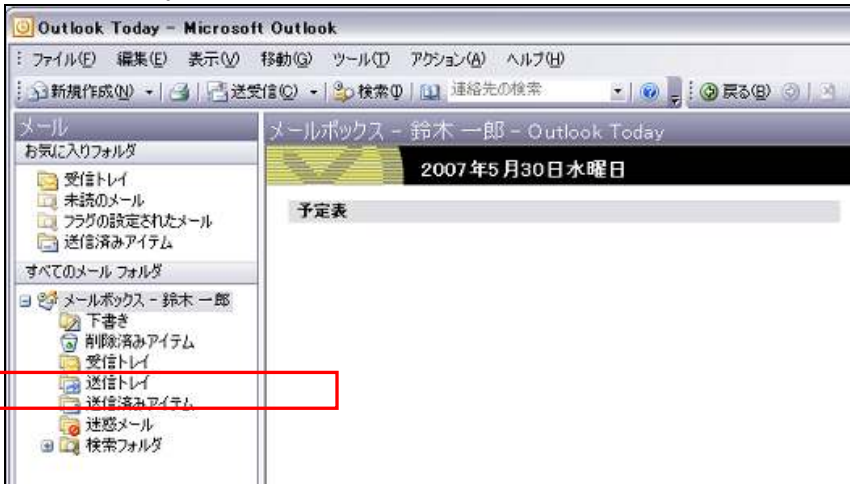 Outlook Today - Microsoft Outlook
ファイル(F) 編集(E) 表示(V) 移動(G) ツール(T) アクション(A) ヘルプ(H)
新規作成(N) 送受信(C) 検索(I) 連絡先の検索 戻る(B)
メール
メールボックス - 鈴木 一郎 - Outlook Today
お気に入りフォルダ
2007年5月30日水曜日
受信トレイ
未読のメール
予定表
フラグの設定されたメール
送信済みアイテム
すべてのメール フォルダ
メールボックス - 鈴木 一郎
下書き
削除済みアイテム
受信トレイ
送信トレイ
送信済みアイテム
迷惑メール
検索フォルダ